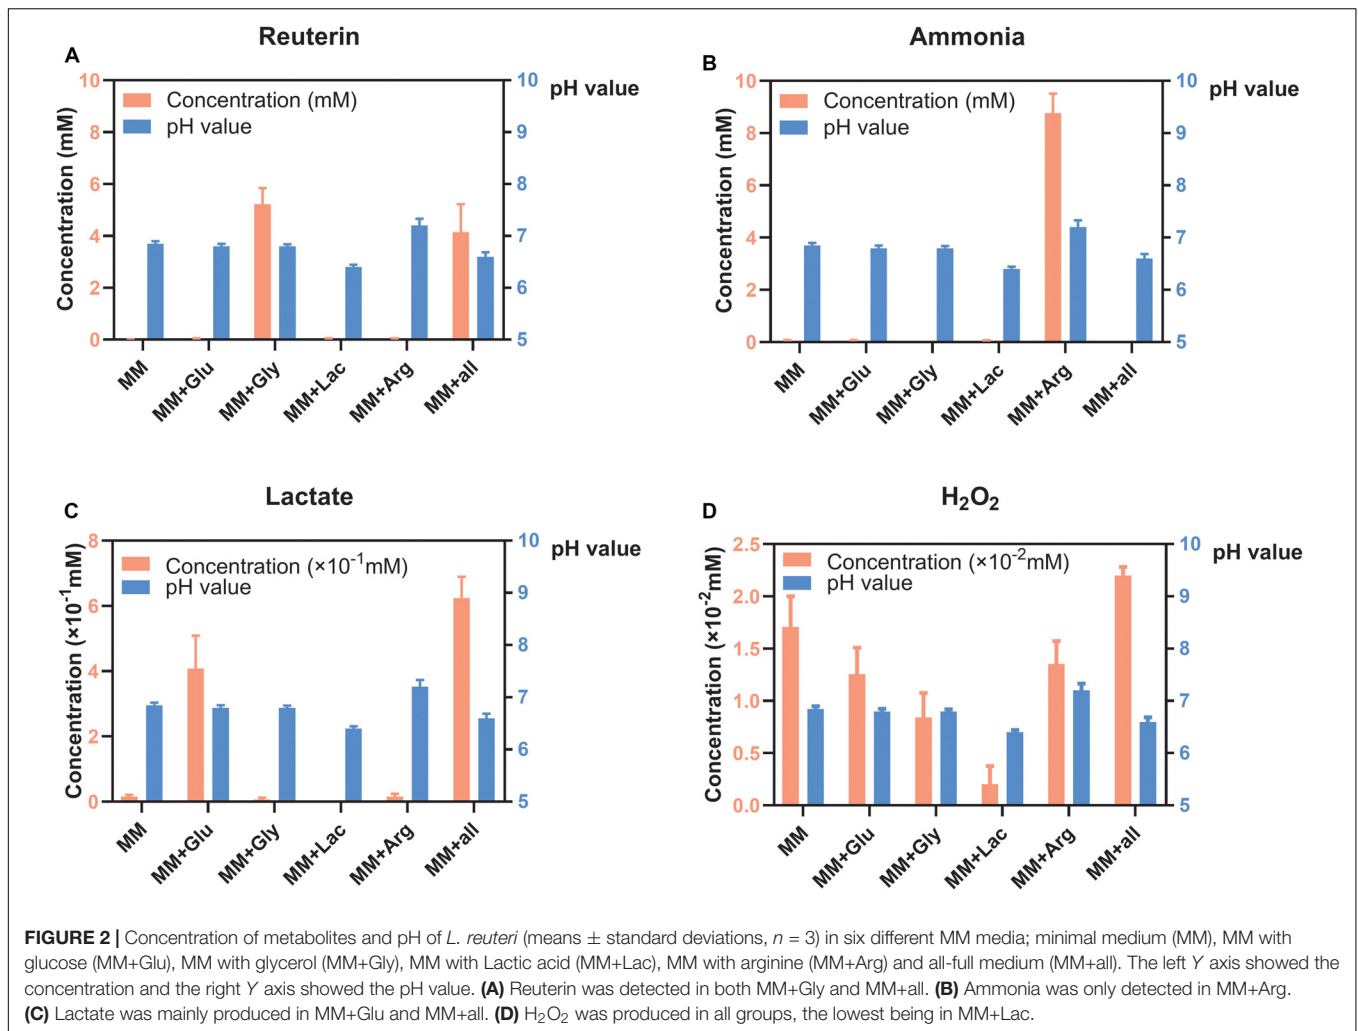 Reuterin
A
10
8
6
4
2
0
Concentration (mM)
Concentration (mM)
pH value
10
9
8
7
6
5
pH value
MM
MM+Glu
MM+Gly
MM+Lac
MM+Arg
MM+all
Ammonia
B
10
8
6
4
2
0
Concentration (mM)
Concentration (mM)
pH value
10
9
8
7
6
5
pH value
MM
MM+Glu
MM+Gly
MM+Lac
MM+Arg
MM+all
Lactate
C
8
6
4
2
0
Concentration (×10⁻¹mM)
Concentration (×10⁻¹mM)
pH value
10
9
8
7
6
5
pH value
MM
MM+Glu
MM+Gly
MM+Lac
MM+Arg
MM+all
H₂O₂
D
2.5
2.0
1.5
1.0
0.5
0.0
Concentration (×10⁻²mM)
Concentration (×10⁻²mM)
pH value
10
9
8
7
6
5
pH value
MM
MM+Glu
MM+Gly
MM+Lac
MM+Arg
MM+all
FIGURE 2 | Concentration of metabolites and pH of L. reuteri (means ± standard deviations, n = 3) in six different MM media; minimal medium (MM), MM with
glucose (MM+Glu), MM with glycerol (MM+Gly), MM with Lactic acid (MM+Lac), MM with arginine (MM+Arg) and all-full medium (MM+all). The left Y axis showed the
concentration and the right Y axis showed the pH value. (A) Reuterin was detected in both MM+Gly and MM+all. (B) Ammonia was only detected in MM+Arg.
(C) Lactate was mainly produced in MM+Glu and MM+all. (D) H₂O₂ was produced in all groups, the lowest being in MM+Lac.